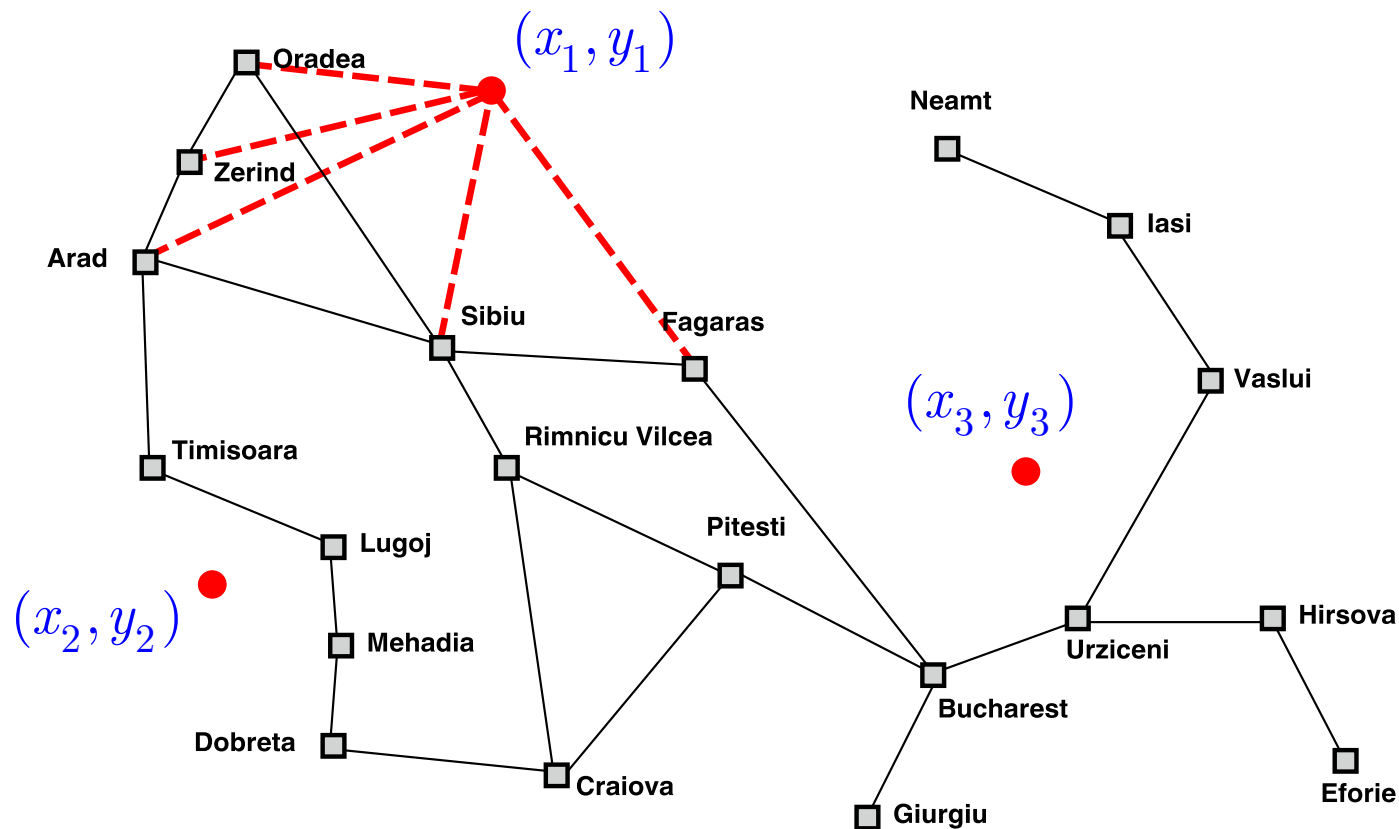 (x₁, y₁)
Oradea
Neamt
Zerind
Iasi
Arad
Sibiu
Fagaras
Vaslui
(x₃, y₃)
Rimnicu Vilcea
Timisoara
Pitesti
Lugoj
(x₂, y₂)
Hirsova
Mehadia
Urziceni
Bucharest
Dobreta
Craiova
Eforie
Giurgiu